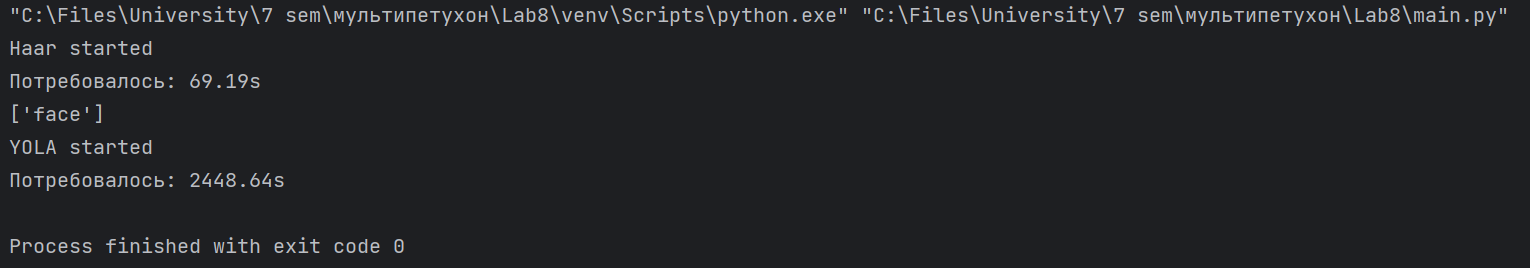 "C:\Files\University\7 sem\мультипетухон\Lab8\venv\Scripts\python.exe" "C:\Files\University\7 sem\мультипетухон\Lab8\main.py"
Haar started
Потребовалось: 69.19s
['face']
YOLA started
Потребовалось: 2448.64s
Process finished with exit code 0